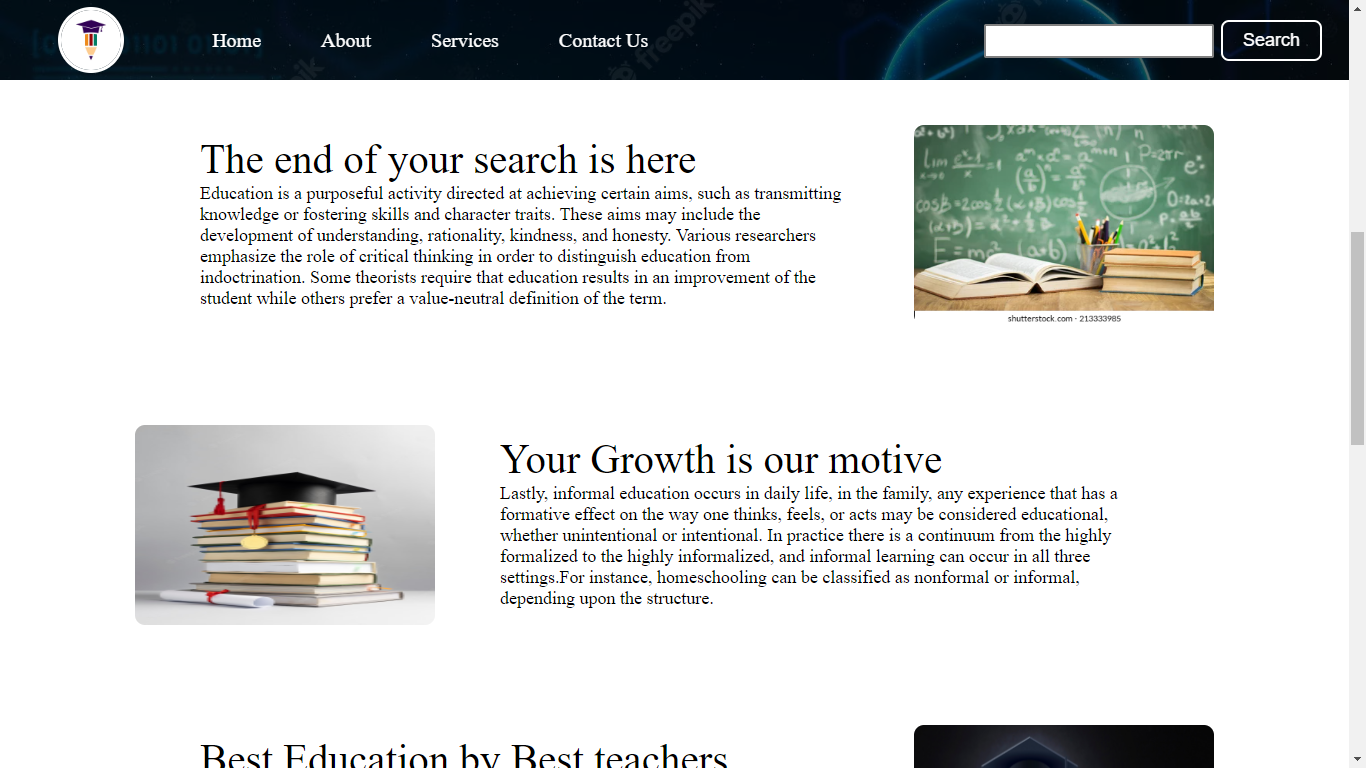 freepik
Home
About
Services
Contact Us
Search
The end of your search is here
Education is a purposeful activity directed at achieving certain aims, such as transmitting
knowledge or fostering skills and character traits. These aims may include the
development of understanding, rationality, kindness, and honesty. Various researchers
emphasize the role of critical thinking in order to distinguish education from
indoctrination. Some theorists require that education results in an improvement of the
student while others prefer a value-neutral definition of the term.
shutterstock.com · 213333985
Your Growth is our motive
Lastly, informal education occurs in daily life, in the family, any experience that has a
formative effect on the way one thinks, feels, or acts may be considered educational,
whether unintentional or intentional. In practice there is a continuum from the highly
formalized to the highly informalized, and informal learning can occur in all three
settings.For instance, homeschooling can be classified as nonformal or informal,
depending upon the structure.
Best Education by Best teachers